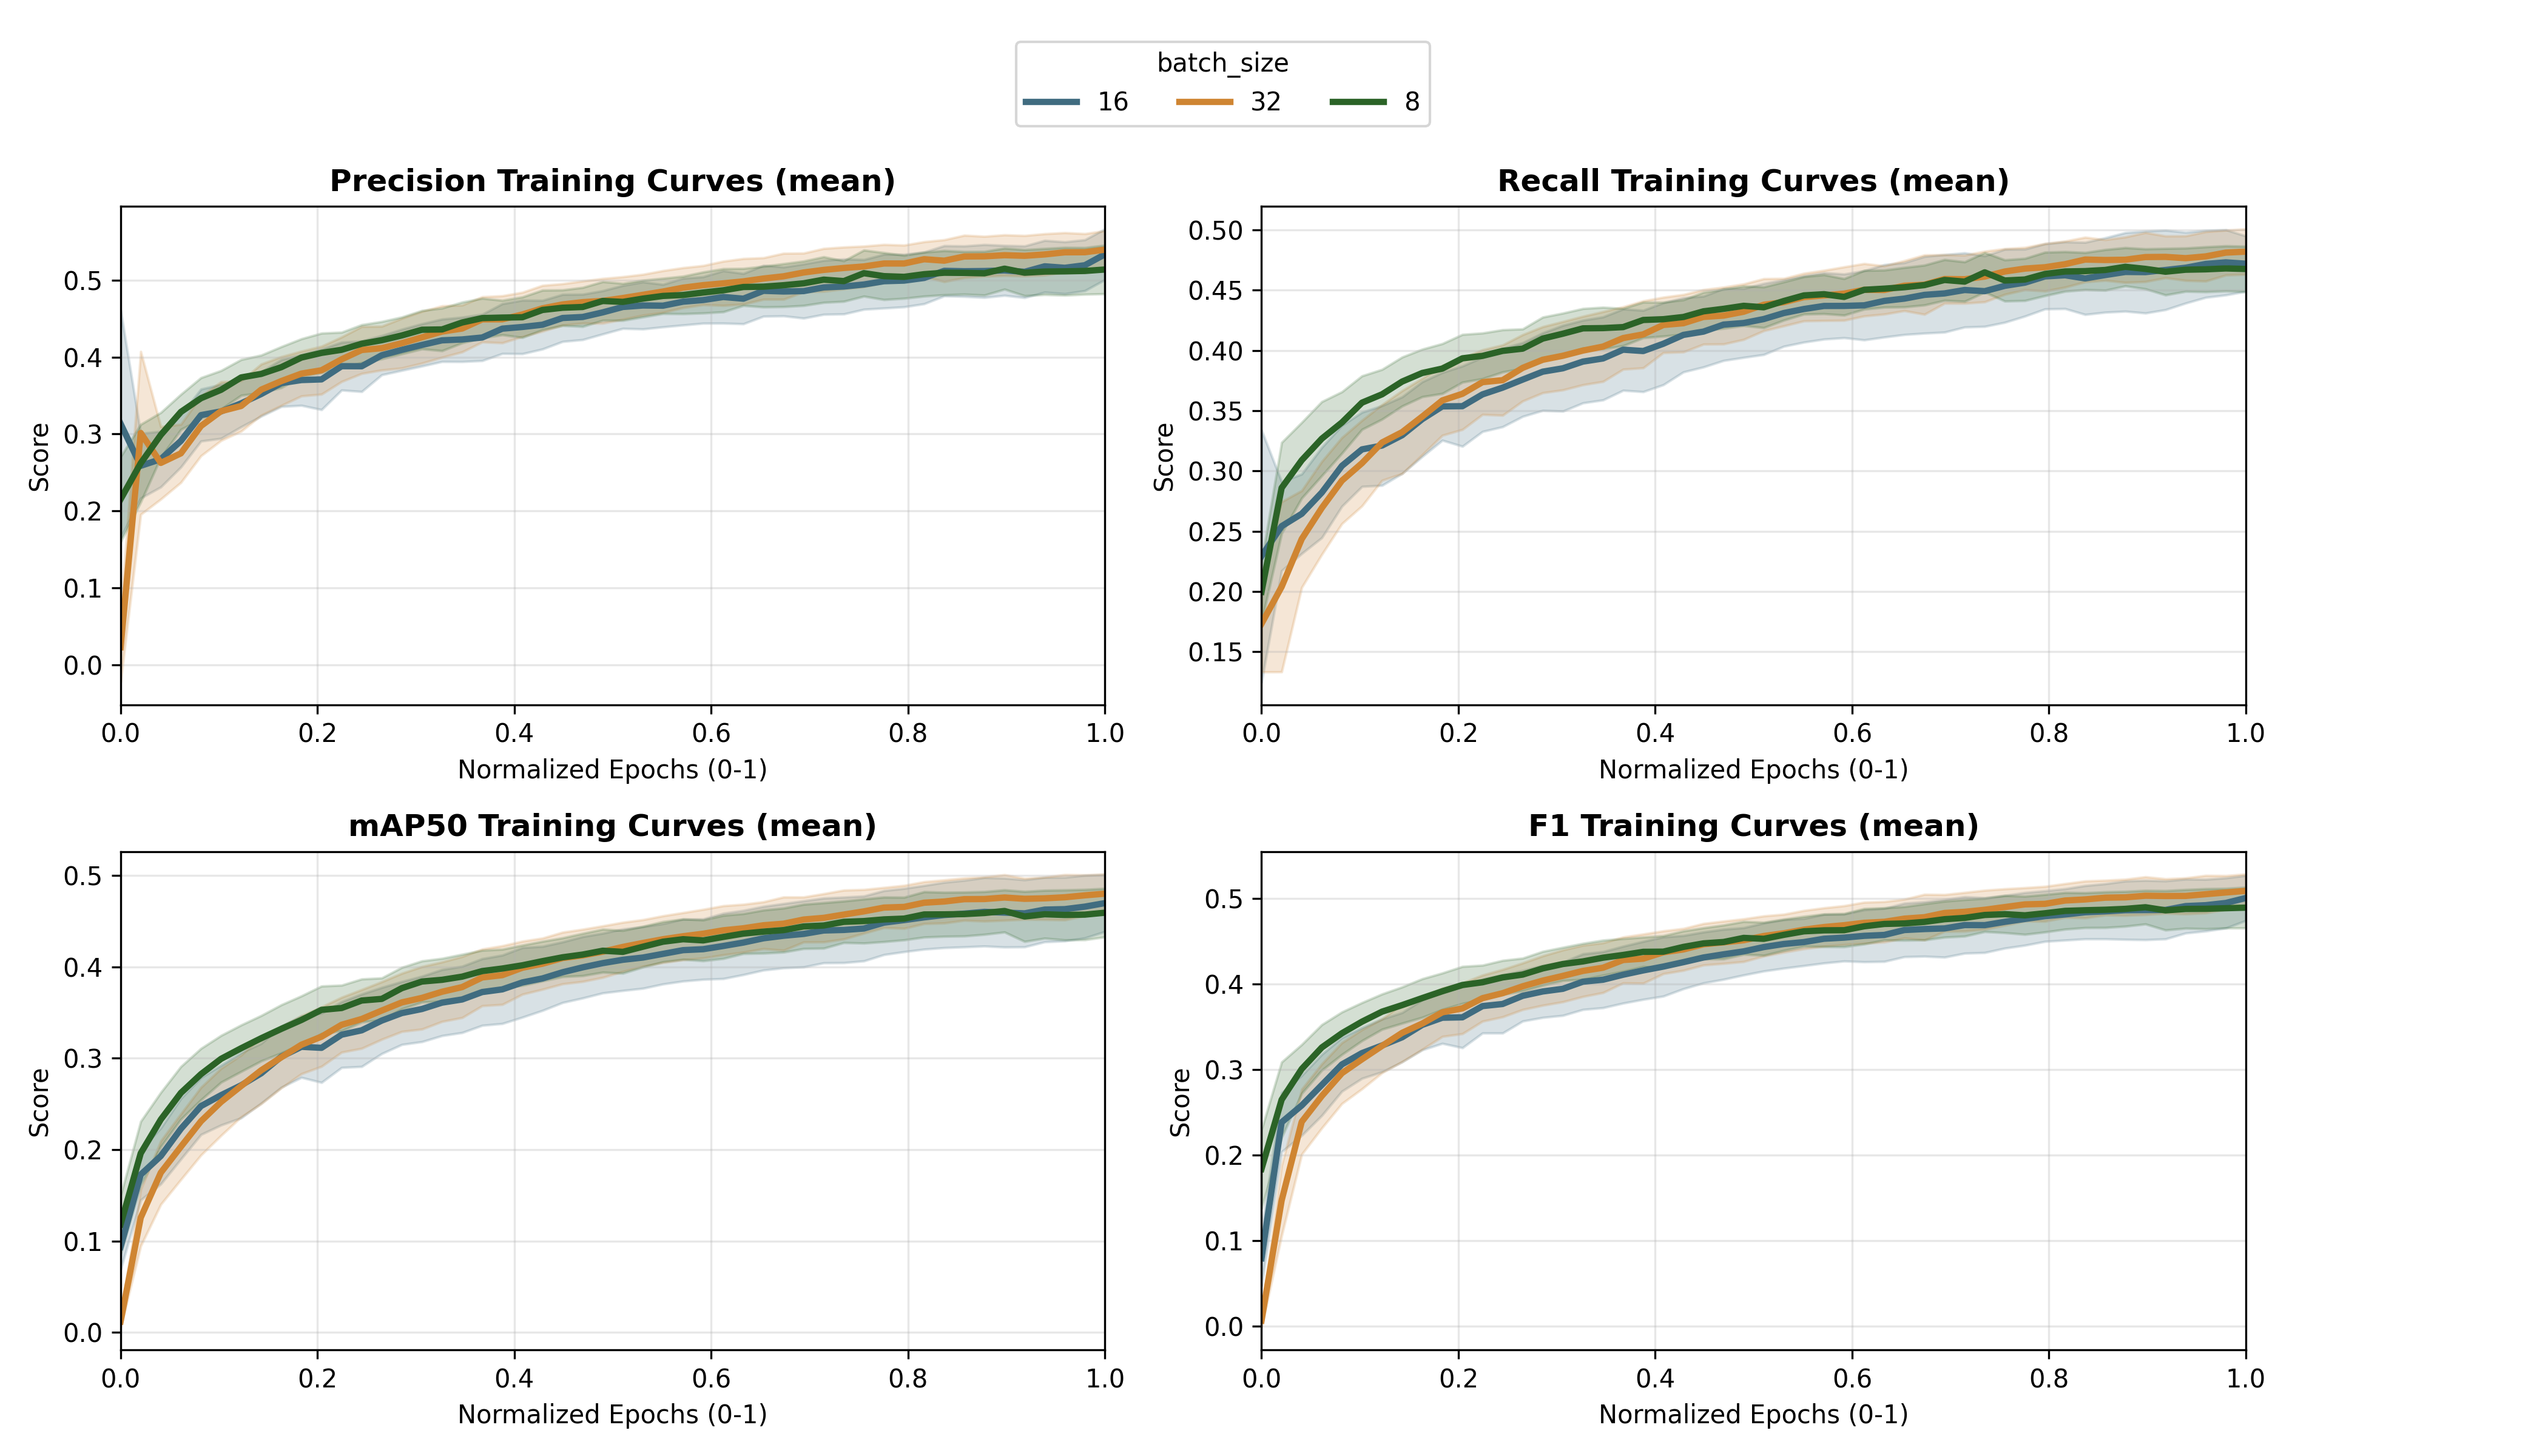 batch_size
16 32 8
Precision Training Curves (mean)
0.5
0.4
0.3
0.2
0.1
0.0
Score
0.0 0.2 0.4 0.6 0.8 1.0
Normalized Epochs (0-1)
Recall Training Curves (mean)
0.50
0.45
0.40
0.35
0.30
0.25
0.20
0.15
Score
0.0 0.2 0.4 0.6 0.8 1.0
Normalized Epochs (0-1)
mAP50 Training Curves (mean)
0.5
0.4
0.3
0.2
0.1
0.0
Score
0.0 0.2 0.4 0.6 0.8 1.0
Normalized Epochs (0-1)
F1 Training Curves (mean)
0.5
0.4
0.3
0.2
0.1
0.0
Score
0.0 0.2 0.4 0.6 0.8 1.0
Normalized Epochs (0-1)